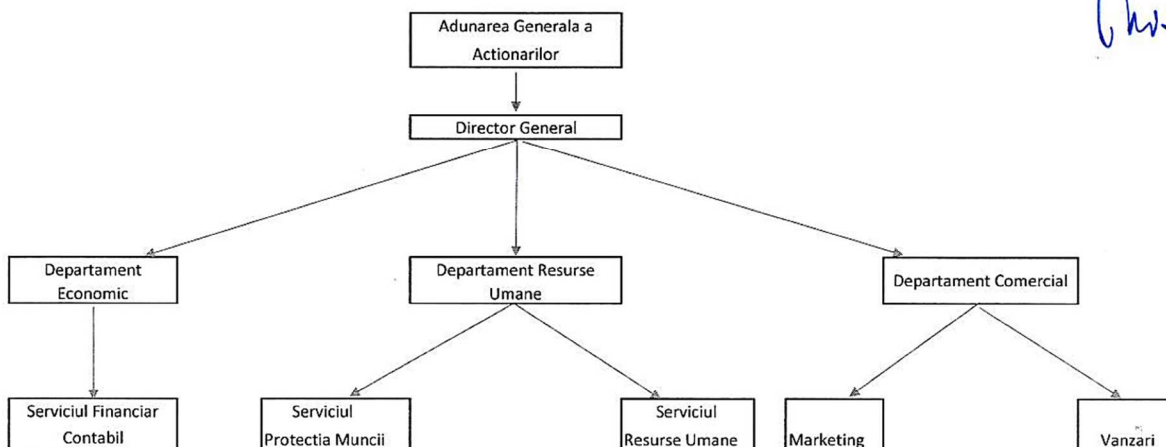 Adunarea Generala a
Actionarilor
Director General
Departament
Economic
Departament Resurse
Umane
Departament Comercial
Serviciul Financiar
Contabil
Serviciul
Protectia Muncii
Serviciul
Resurse Umane
Marketing
Vanzari